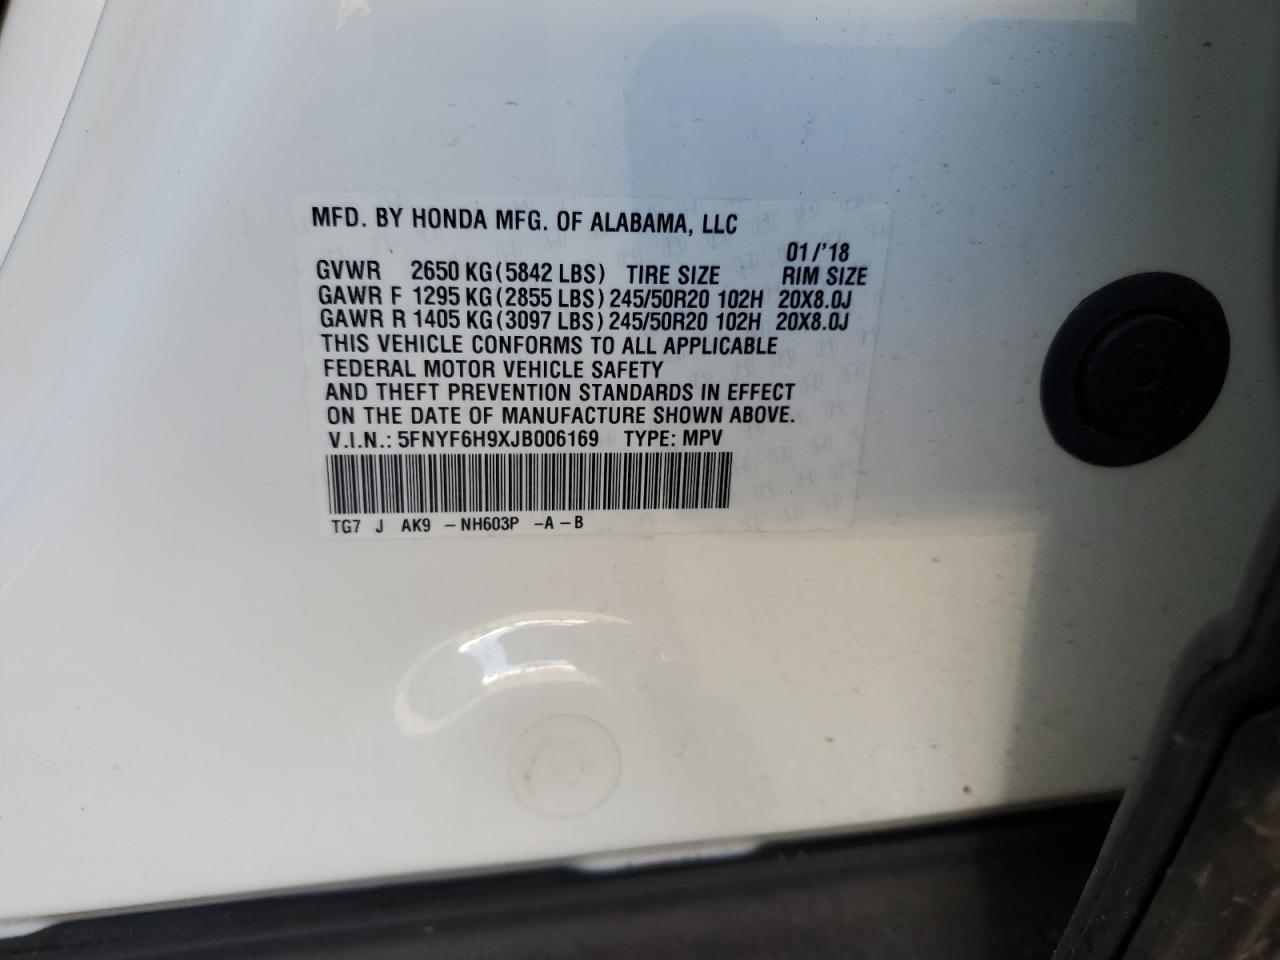 MFD. BY HONDA MFG. OF ALABAMA, LLC
01/'18
GVWR 2650 KG (5842 LBS) TIRE SIZE RIM SIZE
GAWR F 1295 KG (2855 LBS) 245/50R20 102H 20X8.0J
GAWR R 1405 KG (3097 LBS) 245/50R20 102H 20X8.0J
THIS VEHICLE CONFORMS TO ALL APPLICABLE
FEDERAL MOTOR VEHICLE SAFETY
AND THEFT PREVENTION STANDARDS IN EFFECT
ON THE DATE OF MANUFACTURE SHOWN ABOVE.
V.I.N.: 5FNYF6H9XJB006169 TYPE: MPV
TG7 J AK9 -NH603P -A-B